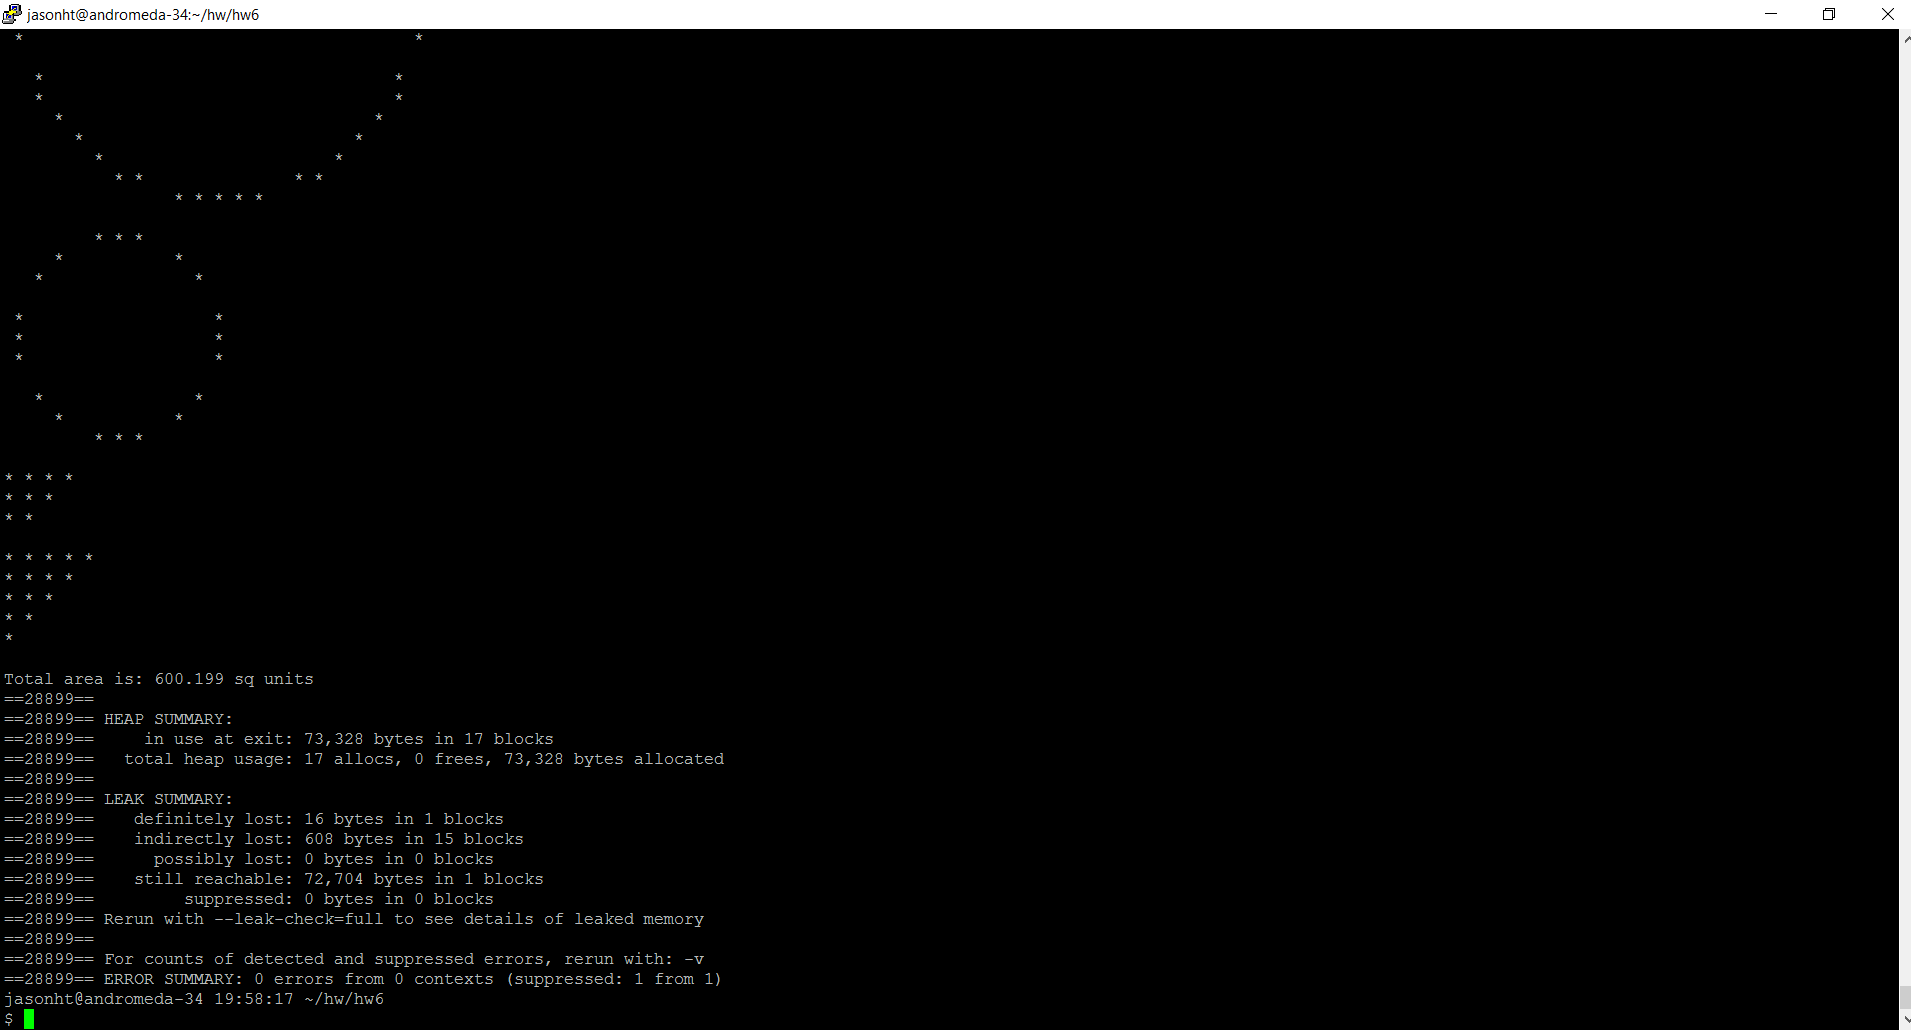 jasonht@andromeda-34:~/hw/hw6
 *                                       *
   *                                   *
   *                                   *
     *                               *
       *                           *
         *                       *
           * *               * *
                 * * * * *
         * * *
     *           *
   *               *
 *                   *
 *                   *
 *                   *
   *               *
     *           *
         * * *
* * * *
* * *
* *
* * * * *
* * * *
* * *
* *
*
Total area is: 600.199 sq units
==28899==
==28899== HEAP SUMMARY:
==28899==     in use at exit: 73,328 bytes in 17 blocks
==28899==   total heap usage: 17 allocs, 0 frees, 73,328 bytes allocated
==28899==
==28899== LEAK SUMMARY:
==28899==    definitely lost: 16 bytes in 1 blocks
==28899==    indirectly lost: 608 bytes in 15 blocks
==28899==      possibly lost: 0 bytes in 0 blocks
==28899==    still reachable: 72,704 bytes in 1 blocks
==28899==         suppressed: 0 bytes in 0 blocks
==28899== Rerun with --leak-check=full to see details of leaked memory
==28899==
==28899== For counts of detected and suppressed errors, rerun with: -v
==28899== ERROR SUMMARY: 0 errors from 0 contexts (suppressed: 1 from 1)
jasonht@andromeda-34 19:58:17 ~/hw/hw6
$